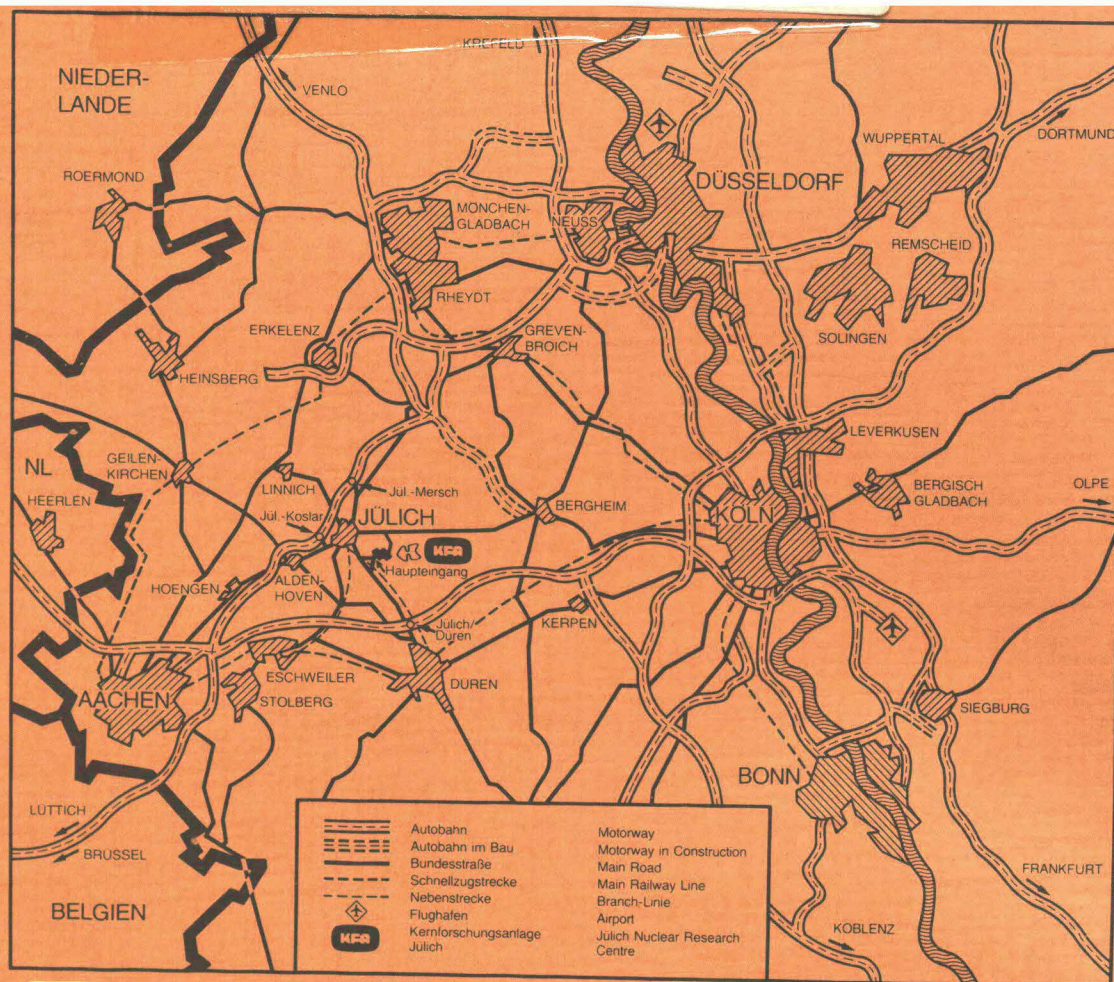 KREFELD
NIEDER-
LANDE
VENLO
DORTMUND
WUPPERTAL
ROERMOND
DÜSSELDORF
MÖNCHEN-
GLADBACH
NEUSS
REMSCHEID
RHEYDT
ERKELENZ
GREVEN-
BROICH
SOLINGEN
HEINSBERG
LEVERKUSEN
NL
GEILEN-
KIRCHEN
HEERLEN
LINNICH
Jül.-Mersch
BERGHEIM
BERGISCH
GLADBACH
OLPE
Jül.-Koslar
JÜLICH
KÖLN
KFA
Haupteingang
HOENGEN
ALDEN-
HOVEN
Jülich/
Düren
KERPEN
ESCHWEILER
DÜREN
AACHEN
STOLBERG
SIEGBURG
BONN
LÜTTICH
BRÜSSEL
BELGIEN
FRANKFURT
KOBLENZ
Autobahn Motorway
Autobahn im Bau Motorway in Construction
Bundesstraße Main Road
Schnellzugstrecke Main Railway Line
Nebenstrecke Branch-Linie
Flughafen Airport
KFA Kernforschungsanlage Jülich Nuclear Research
Jülich Centre